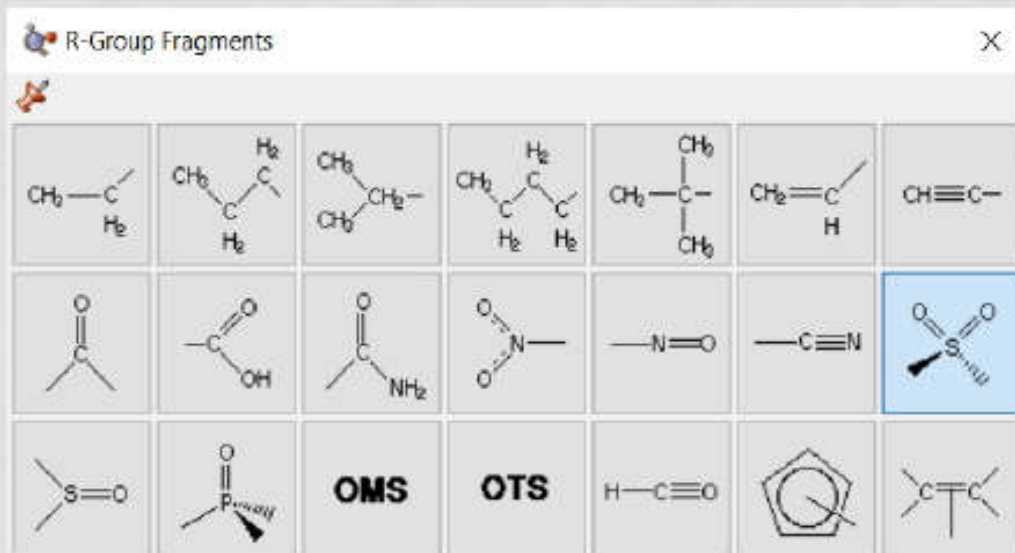 R-Group Fragments
CH3 C H2
CH3 C H2 C H2
CH3 CH3 CH2
CH3 C H2 C H2 C H2
CH3 CH3 C CH3
CH2 C H
CH C
O C
C O OH
O C NH2
O N O
N O
C N
O O S
S O
O P
OMS
OTS
H C O
C C